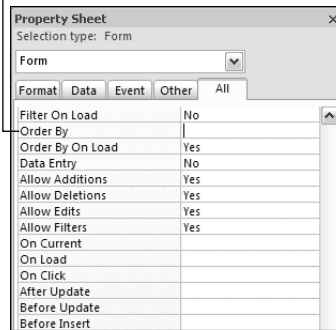 Property Sheet
Selection type: Form
Form
Format Data Event Other All
Filter On Load No
Order By
Order By On Load Yes
Data Entry No
Allow Additions Yes
Allow Deletions Yes
Allow Edits Yes
Allow Filters Yes
On Current
On Load
On Click
After Update
Before Update
Before Insert